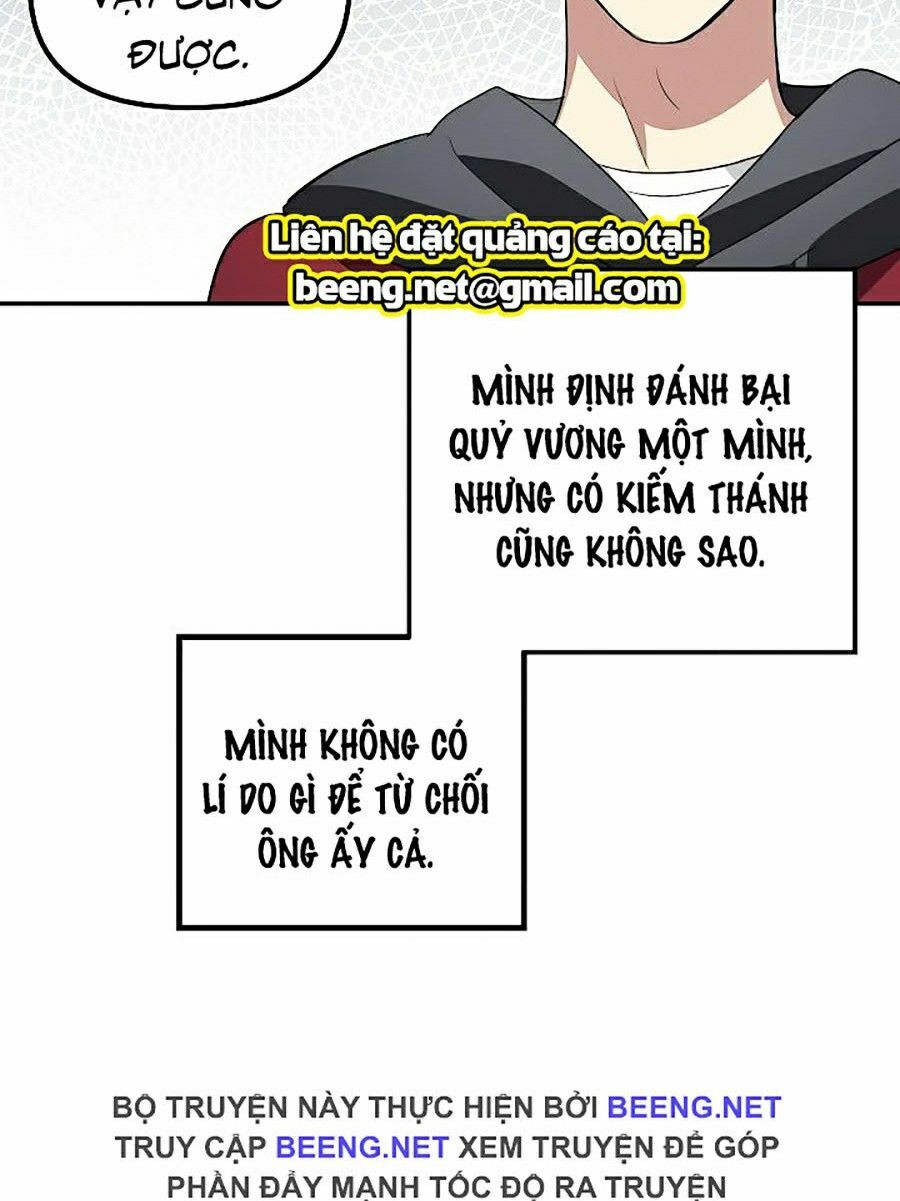 VẬY CŨNG
ĐƯỢC.
Liên hệ đặt quảng cáo tại:
beeng.net@gmail.com
MÌNH ĐỊNH ĐÁNH BẠI
QUỶ VƯƠNG MỘT MÌNH,
NHƯNG CÓ KIẾM THÁNH
CŨNG KHÔNG SAO.
MÌNH KHÔNG CÓ
LÍ DO GÌ ĐỂ TỪ CHỐI
ÔNG ẤY CẢ.
BỘ TRUYỆN NÀY THỰC HIỆN BỞI BEENG.NET
TRUY CẬP BEENG.NET XEM TRUYỆN ĐỂ GÓP
PHẦN ĐẨY MẠNH TỐC ĐỘ RA TRUYỆN